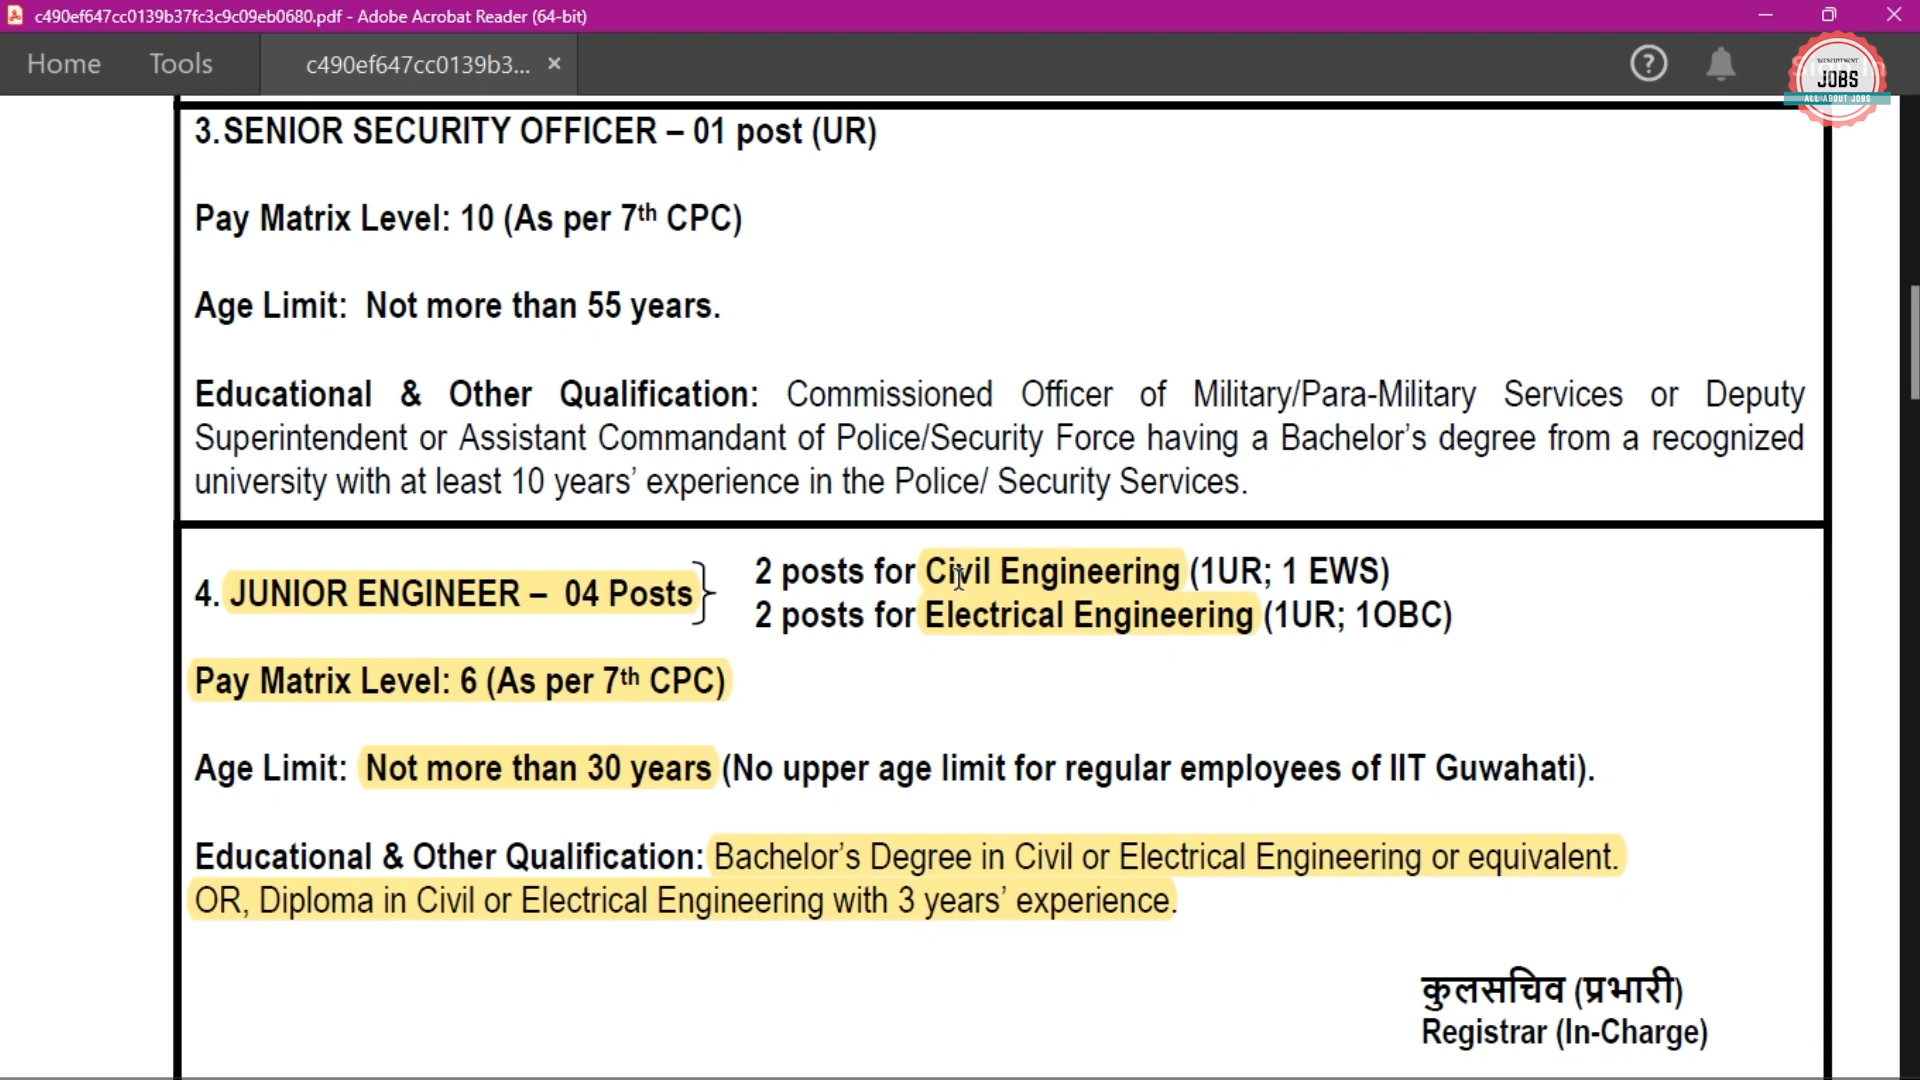 c490ef647cc0139b37fc3c9c09eb0680.pdf - Adobe Acrobat Reader (64-bit)
Home Tools c490ef647cc0139b3...
RECRUITMENT
JOBS
ALL ABOUT JOBS
3.SENIOR SECURITY OFFICER – 01 post (UR)
Pay Matrix Level: 10 (As per 7th CPC)
Age Limit: Not more than 55 years.
Educational & Other Qualification: Commissioned Officer of Military/Para-Military Services or Deputy
Superintendent or Assistant Commandant of Police/Security Force having a Bachelor’s degree from a recognized
university with at least 10 years’ experience in the Police/ Security Services.
4. JUNIOR ENGINEER – 04 Posts
2 posts for Civil Engineering (1UR; 1 EWS)
2 posts for Electrical Engineering (1UR; 1OBC)
Pay Matrix Level: 6 (As per 7th CPC)
Age Limit: Not more than 30 years (No upper age limit for regular employees of IIT Guwahati).
Educational & Other Qualification: Bachelor’s Degree in Civil or Electrical Engineering or equivalent.
OR, Diploma in Civil or Electrical Engineering with 3 years’ experience.
कुलसचिव (प्रभारी)
Registrar (In-Charge)